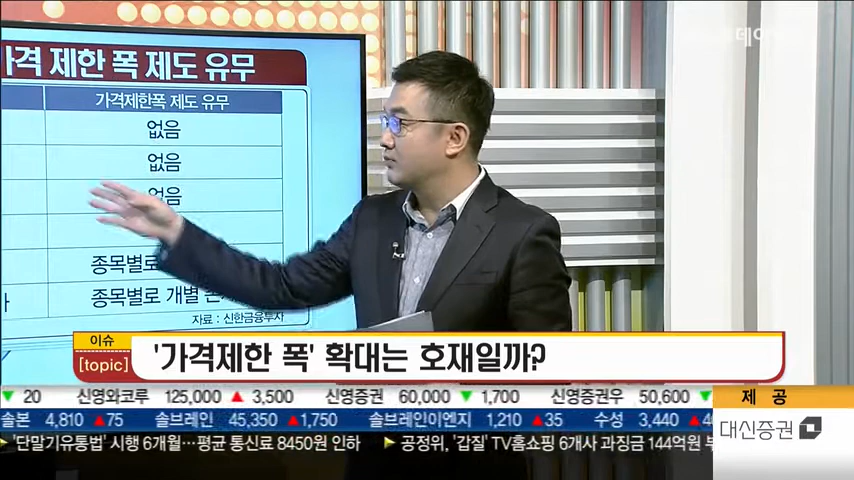 가격 제한 폭 제도 유무
가격제한폭 제도 유무
없음
없음
없음
종목별로
종목별로 개별
자료 : 신한금융투자
이슈
[topic]
'가격제한 폭' 확대는 호재일까?
▼ 20 신영와코루 125,000 ▲ 3,500 신영증권 60,000 ▼ 1,700 신영증권우 50,600 ▼
솔본 4,810 ▲75 솔브레인 45,350 ▲1,750 솔브레인이엔지 1,210 ▲35 수성 3,440 ▲
▶ '단말기유통법' 시행 6개월…평균 통신료 8450원 인하 ▶ 공정위, '갑질' TV홈쇼핑 6개사 과징금 144억원
제 공
대신증권